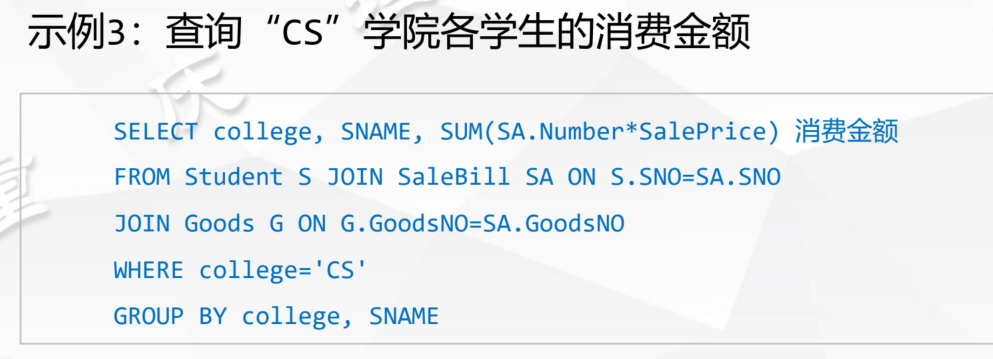 示例3：查询“CS”学院各学生的消费金额
SELECT college, SNAME, SUM(SA.Number*SalePrice) 消费金额
FROM Student S JOIN SaleBill SA ON S.SNO=SA.SNO
JOIN Goods G ON G.GoodsNO=SA.GoodsNO
WHERE college='CS'
GROUP BY college, SNAME